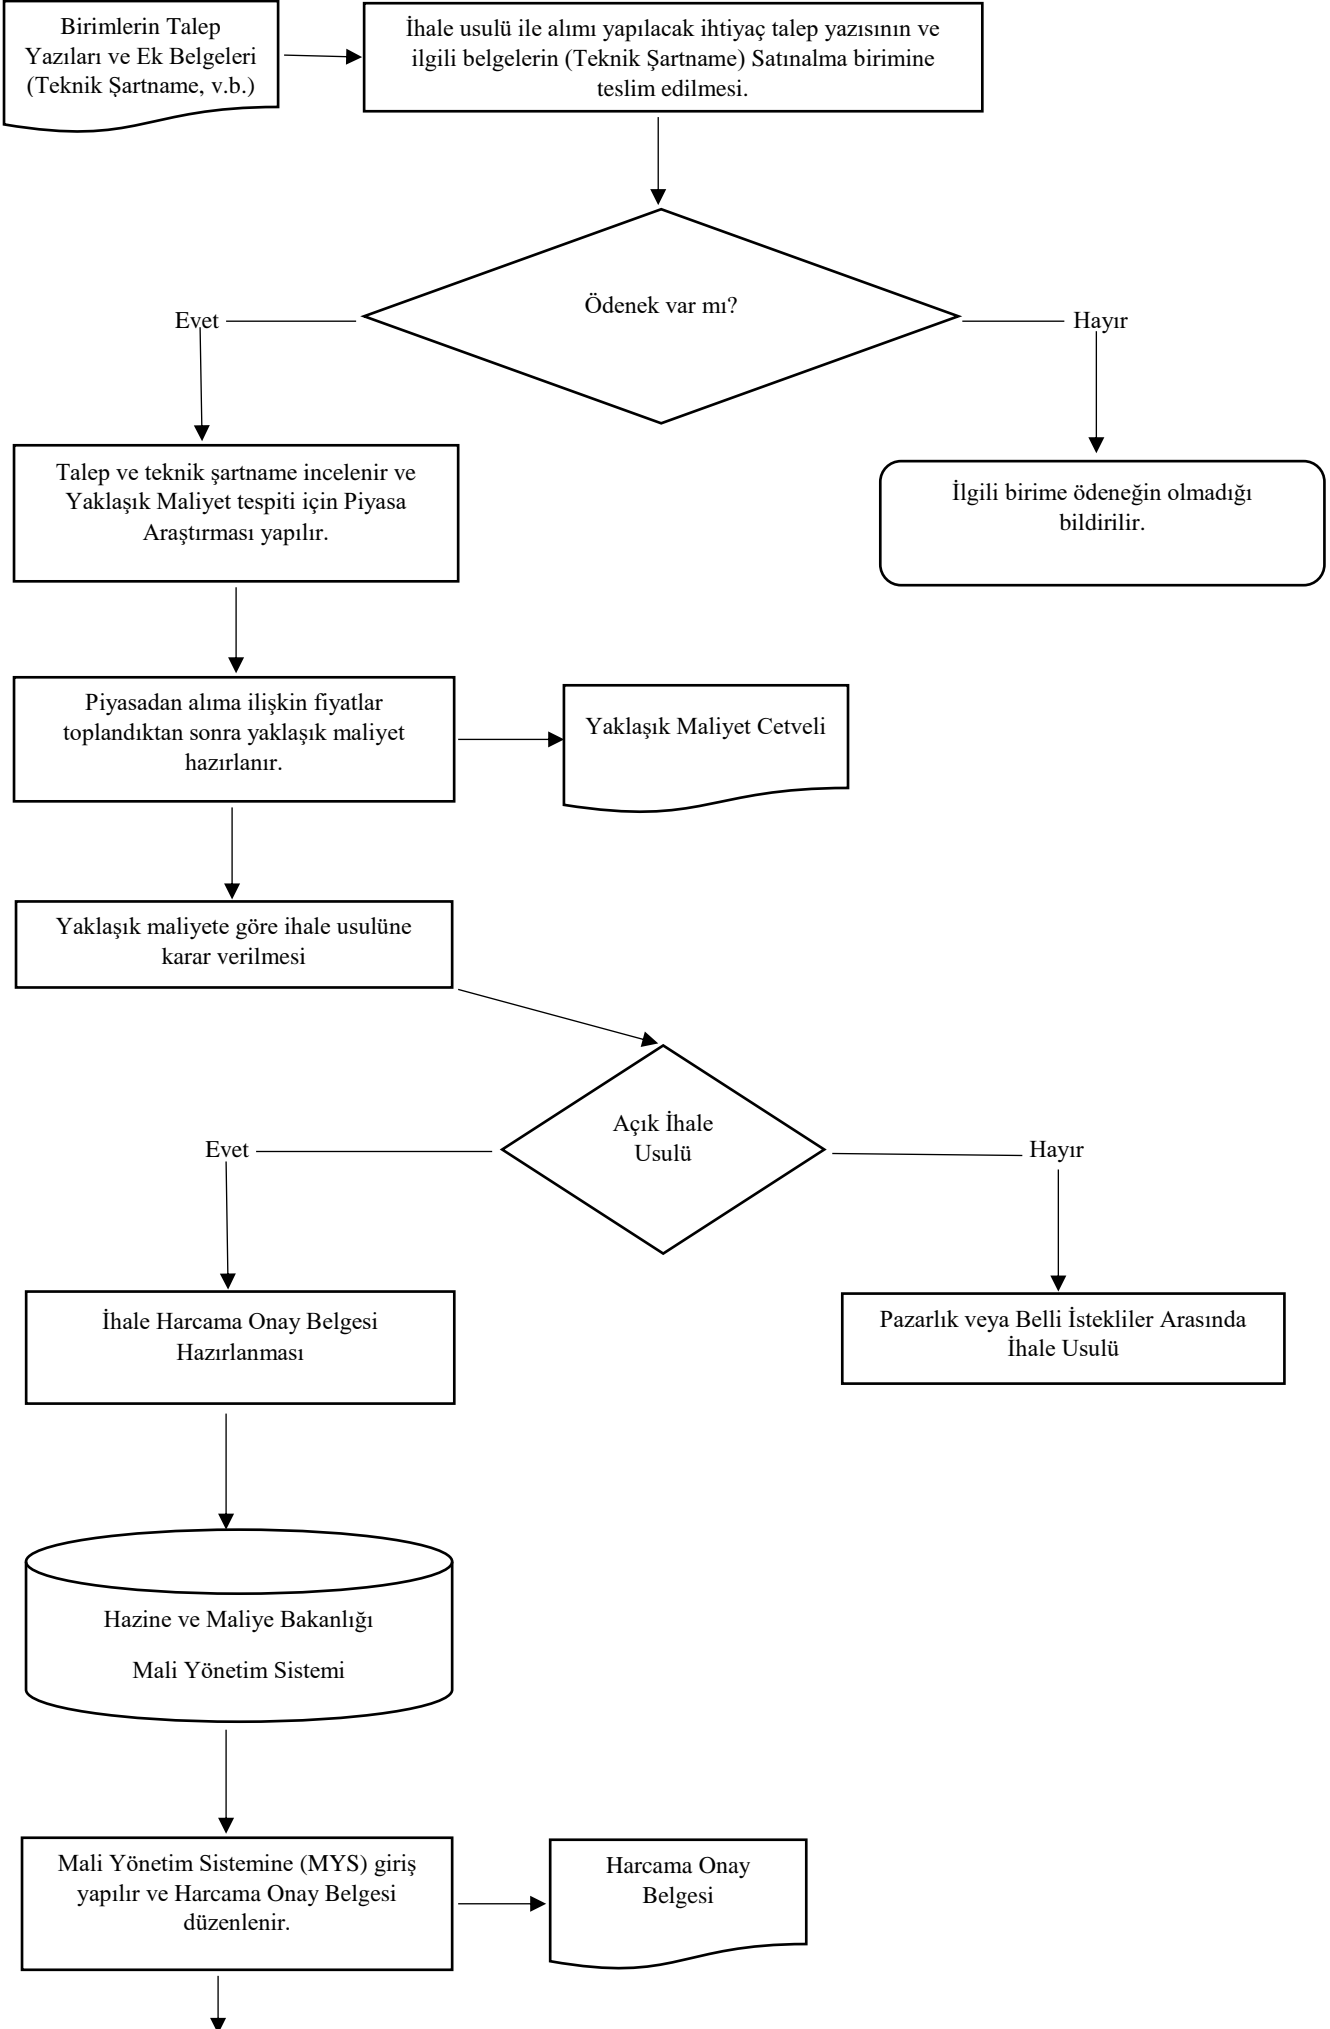 Birimlerin Talep
Yazıları ve Ek Belgeleri
(Teknik Şartname, v.b.)
İhale usulü ile alımı yapılacak ihtiyaç talep yazısının ve
ilgili belgelerin (Teknik Şartname) Satınalma birimine
teslim edilmesi.
Ödenek var mı?
Evet
Hayır
Talep ve teknik şartname incelenir ve
Yaklaşık Maliyet tespiti için Piyasa
Araştırması yapılır.
İlgili birime ödeneğin olmadığı
bildirilir.
Piyasadan alıma ilişkin fiyatlar
toplandıktan sonra yaklaşık maliyet
hazırlanır.
Yaklaşık Maliyet Cetveli
Yaklaşık maliyete göre ihale usulüne
karar verilmesi
Açık İhale
Usulü
Evet
Hayır
İhale Harcama Onay Belgesi
Hazırlanması
Pazarlık veya Belli İstekliler Arasında
İhale Usulü
Hazine ve Maliye Bakanlığı
Mali Yönetim Sistemi
Mali Yönetim Sistemine (MYS) giriş
yapılır ve Harcama Onay Belgesi
düzenlenir.
Harcama Onay
Belgesi